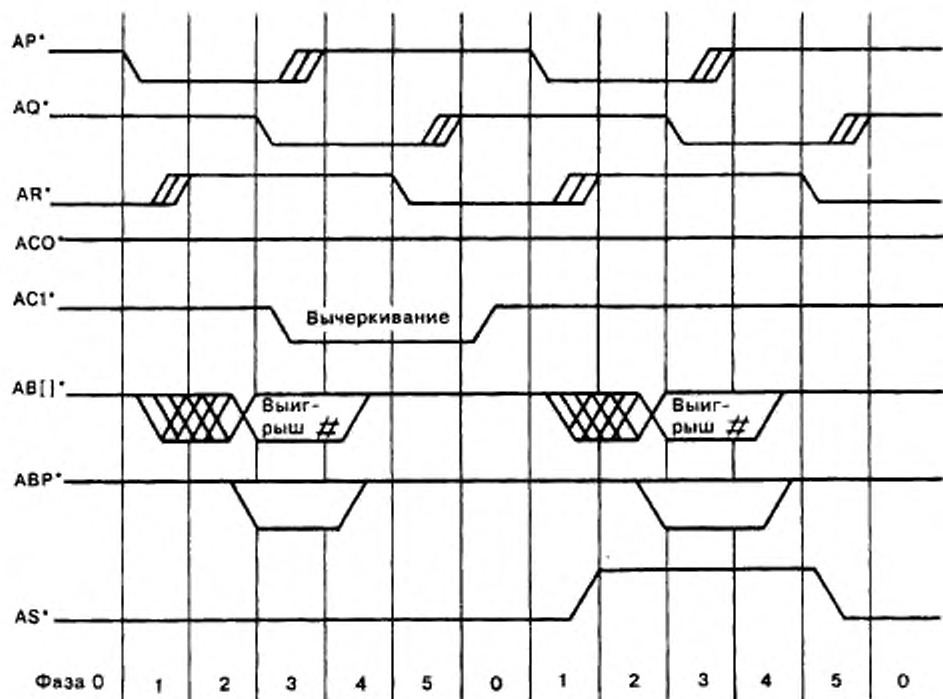 AP*
AQ*
AR*
ACO*
AC1*
Вычеркивание
AB[]*
Выиг-
рыш #
Выиг-
рыш #
ABP*
AS*
Фаза 0 1 2 3 4 5 0 1 2 3 4 5 0